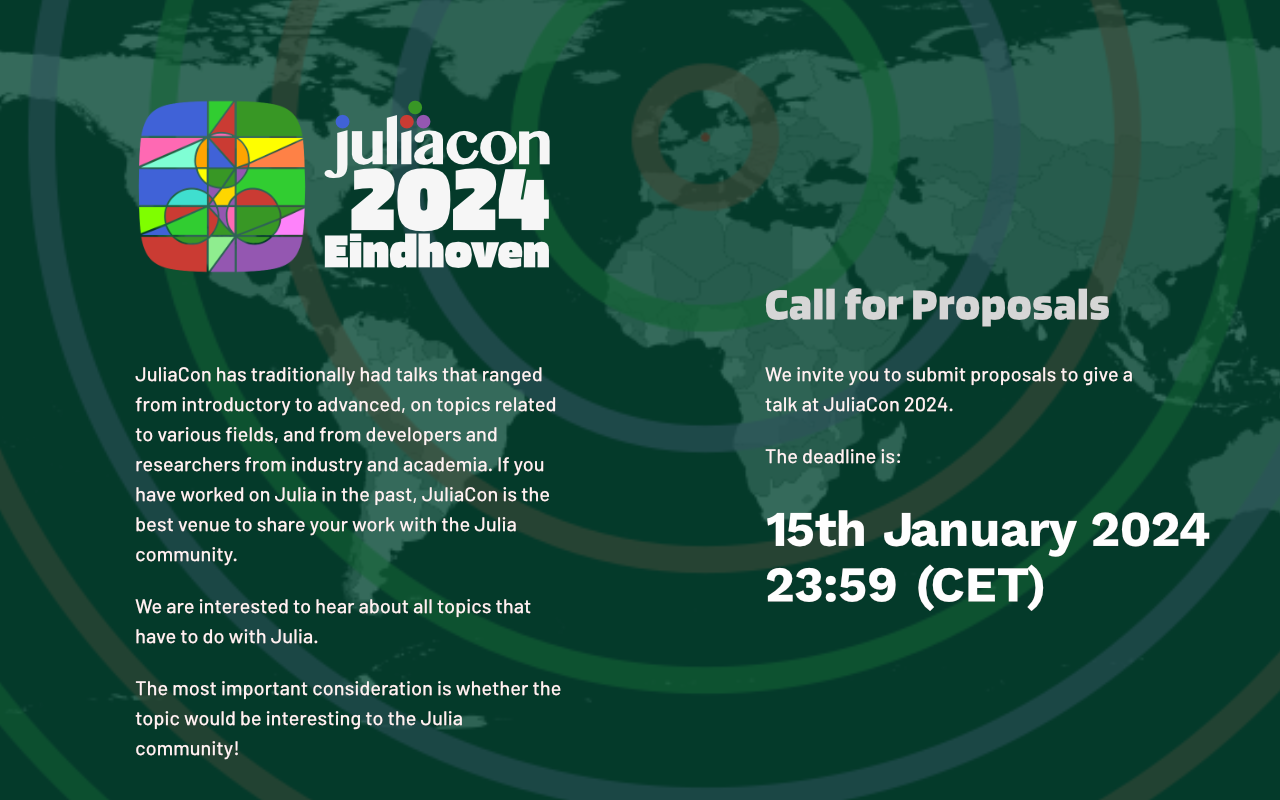 juliacon
2024
Eindhoven
JuliaCon has traditionally had talks that ranged
from introductory to advanced, on topics related
to various fields, and from developers and
researchers from industry and academia. If you
have worked on Julia in the past, JuliaCon is the
best venue to share your work with the Julia
community.
We are interested to hear about all topics that
have to do with Julia.
The most important consideration is whether the
topic would be interesting to the Julia
community!
Call for Proposals
We invite you to submit proposals to give a
talk at JuliaCon 2024.
The deadline is:
15th January 2024
23:59 (CET)